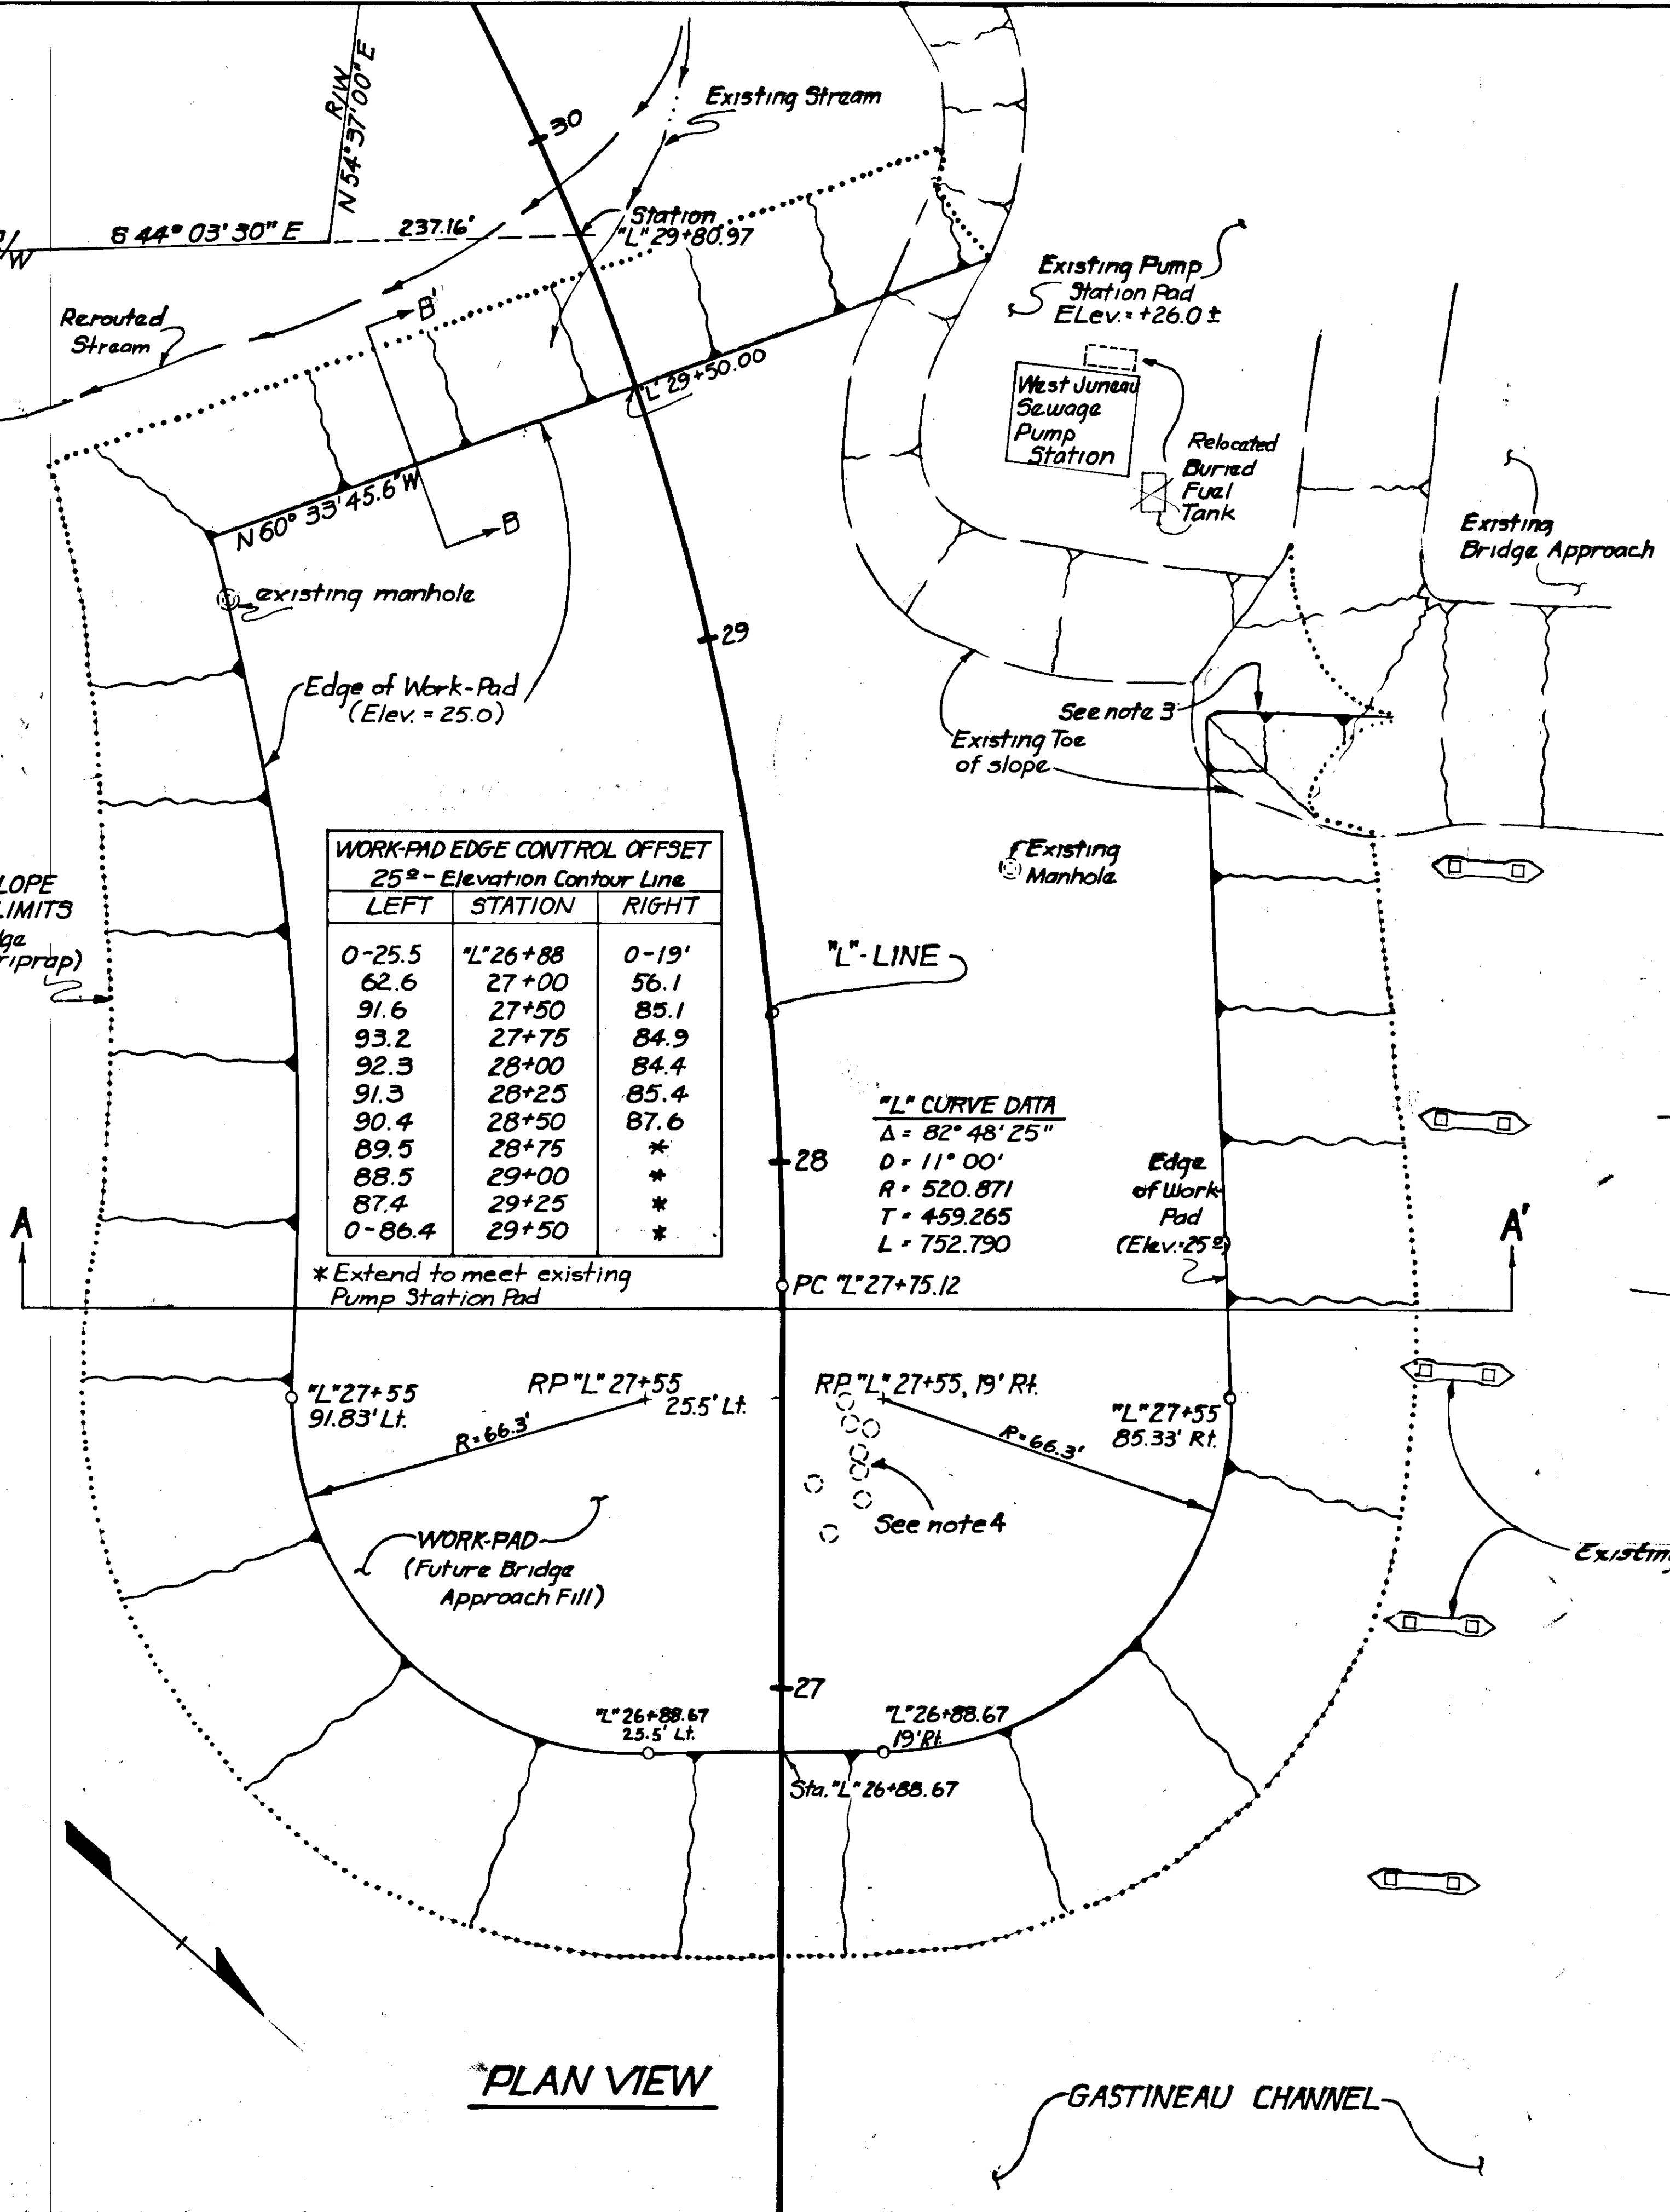 R/W
N 54° 37' 00" E
S 44° 03' 30" E
237.16'
R/W
30
Existing Stream
Station
"L" 29+80.97
Rerouted
Stream
B'
"L" 29+50.00
N 60° 33' 45.6" W
B
Existing Pump
Station Pad
ELev. = +26.0 ±
West Juneau
Sewage
Pump
Station
Relocated
Buried
Fuel
Tank
Existing
Bridge Approach
existing manhole
29
Edge of Work-Pad
(Elev. = 25.0)
See note 3
Existing Toe
of slope
Existing
Manhole
WORK-PAD EDGE CONTROL OFFSET
25º - Elevation Contour Line
LEFT STATION RIGHT
0-25.5 "L" 26+88 0-19'
62.6 27+00 56.1
91.6 27+50 85.1
93.2 27+75 84.9
92.3 28+00 84.4
91.3 28+25 85.4
90.4 28+50 87.6
89.5 28+75 *
88.5 29+00 *
87.4 29+25 *
0-86.4 29+50 *
* Extend to meet existing
Pump Station Pad
LOPE
LIMITS
riprap)
"L"-LINE
28
"L" CURVE DATA
Δ = 82° 48' 25"
D = 11° 00'
R = 520.871
T = 459.265
L = 752.790
Edge
of Work-
Pad
(Elev. = 25º)
A
A'
PC "L" 27+75.12
"L" 27+55
91.83' Lt.
RP "L" 27+55
25.5' Lt.
R = 66.3'
RP "L" 27+55, 19' Rt.
R = 66.3'
"L" 27+55
85.33' Rt.
See note 4
WORK-PAD
(Future Bridge
Approach Fill)
Existing
27
"L" 26+88.67
25.5' Lt.
"L" 26+88.67
19' Rt.
Sta. "L" 26+88.67
PLAN VIEW
GASTINEAU CHANNEL